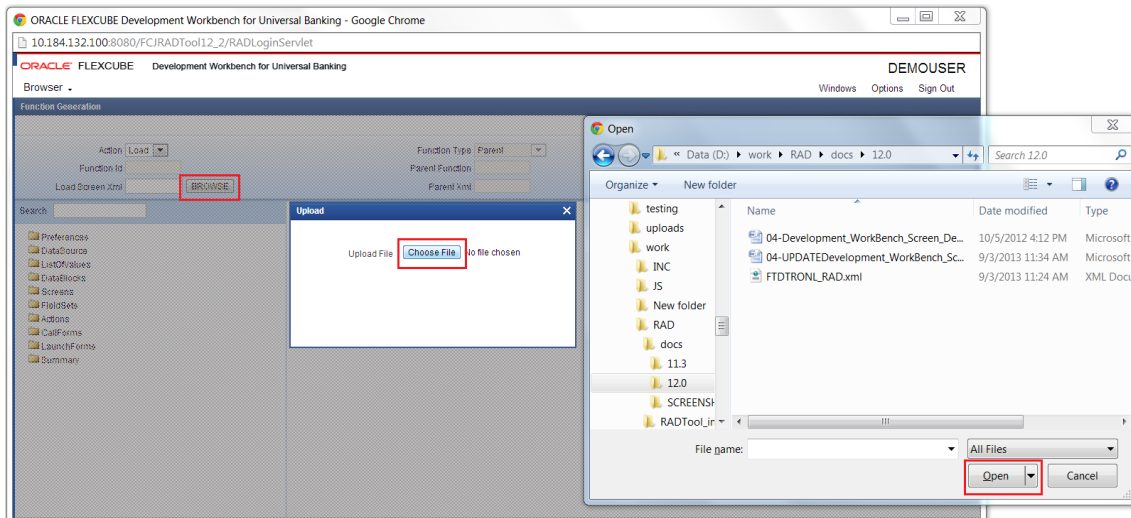 ORACLE FLEXCUBE Development Workbench for Universal Banking - Google Chrome
10.184.132.100:8080/FCJRADTool12_2/RADLoginServlet
ORACLE FLEXCUBE Development Workbench for Universal Banking
DEMOUSER
Browser
Windows Options Sign Out
Function Generation
Action Load
Function Type Parent
Function Id
Parent Function
Load Screen Xml BROWSE
Parent Xml
Search
Preferences
DataSource
ListOfValues
DataBlocks
Screens
FieldSets
Actions
CallForms
LaunchForms
Summary
Upload
Upload File Choose File No file chosen
Open
« Data (D:) work RAD docs 12.0
Search 12.0
Organize New folder
testing
uploads
work
INC
JS
New folder
RAD
docs
11.3
12.0
SCREENSH
RADTool_in
Name Date modified Type
04-Development_WorkBench_Screen_De... 10/5/2012 4:12 PM Microsoft
04-UPDATEDevelopment_WorkBench_Sc... 9/3/2013 11:34 AM Microsoft
FTDTRONL_RAD.xml 9/3/2013 11:24 AM XML Docu
File name: All Files
Open Cancel